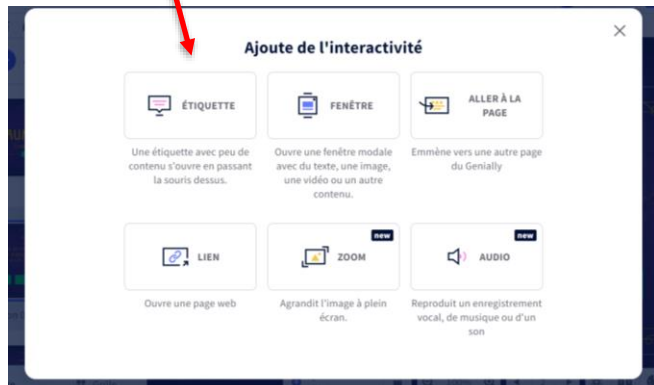 Ajoute de l'interactivité
ÉTIQUETTE
Une étiquette avec peu de
contenu s'ouvre en passant
la souris dessus.
FENÊTRE
Ouvre une fenêtre modale
avec du texte, une image,
une vidéo ou un autre
contenu.
ALLER À LA
PAGE
Emmène vers une autre page
du Genially
LIEN
Ouvre une page web
new
ZOOM
Agrandit l'image à plein
écran.
new
AUDIO
Reproduit un enregistrement
vocal, de musique ou d'un
son